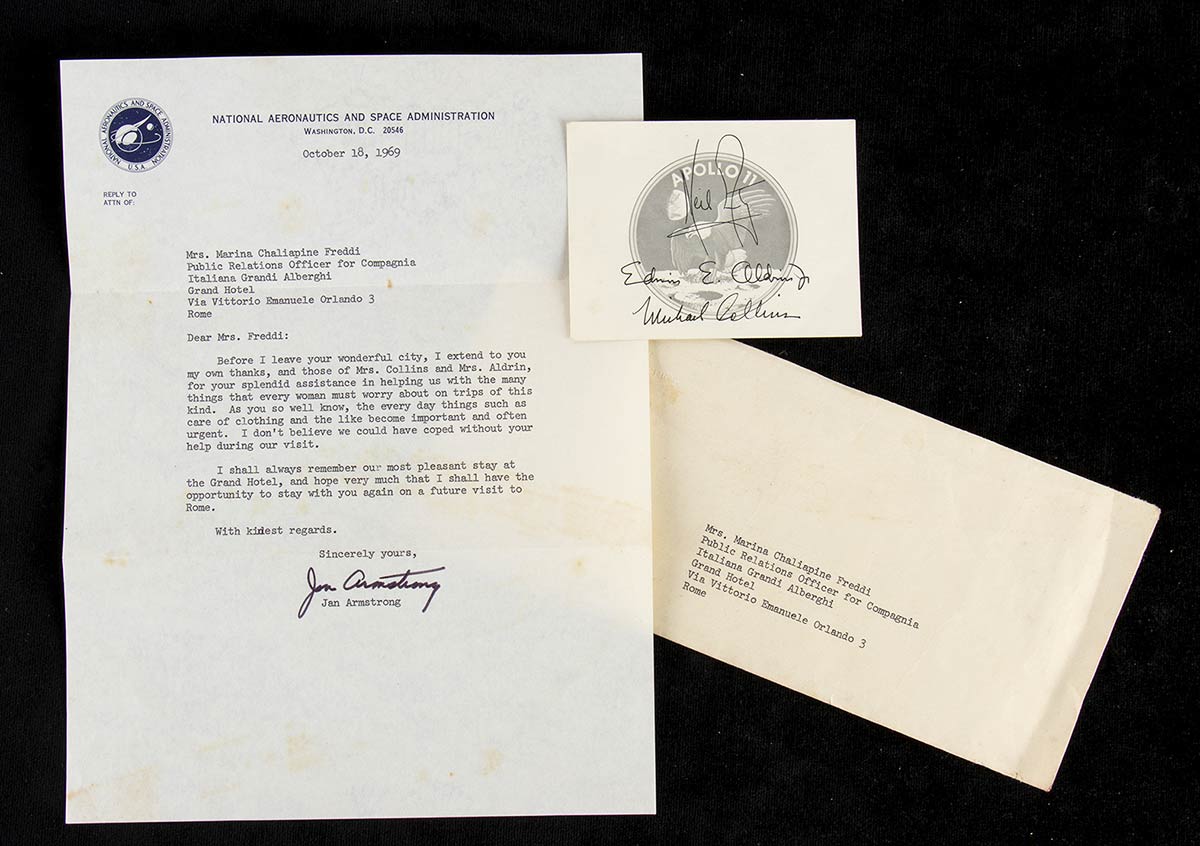 NATIONAL AERONAUTICS AND SPACE ADMINISTRATION
U.S.A.
NATIONAL AERONAUTICS AND SPACE ADMINISTRATION
WASHINGTON, D.C. 20546
October 18, 1969
REPLY TO
ATTN OF:
Mrs. Marina Chaliapine Freddi
Public Relations Officer for Compagnia
Italiana Grandi Alberghi
Grand Hotel
Via Vittorio Emanuele Orlando 3
Rome
Dear Mrs. Freddi:
Before I leave your wonderful city, I extend to you
my own thanks, and those of Mrs. Collins and Mrs. Aldrin,
for your splendid assistance in helping us with the many
things that every woman must worry about on trips of this
kind. As you so well know, the every day things such as
care of clothing and the like become important and often
urgent. I don't believe we could have coped without your
help during our visit.
I shall always remember our most pleasant stay at
the Grand Hotel, and hope very much that I shall have the
opportunity to stay with you again on a future visit to
Rome.
With kindest regards.
Sincerely yours,
Jan Armstrong
Jan Armstrong
APOLLO 11
Neil
Edwin E. Aldrin Jr
Michael Collins
Mrs. Marina Chaliapine Freddi
Public Relations Officer for Compagnia
Italiana Grandi Alberghi
Grand Hotel
Via Vittorio Emanuele Orlando 3
Rome